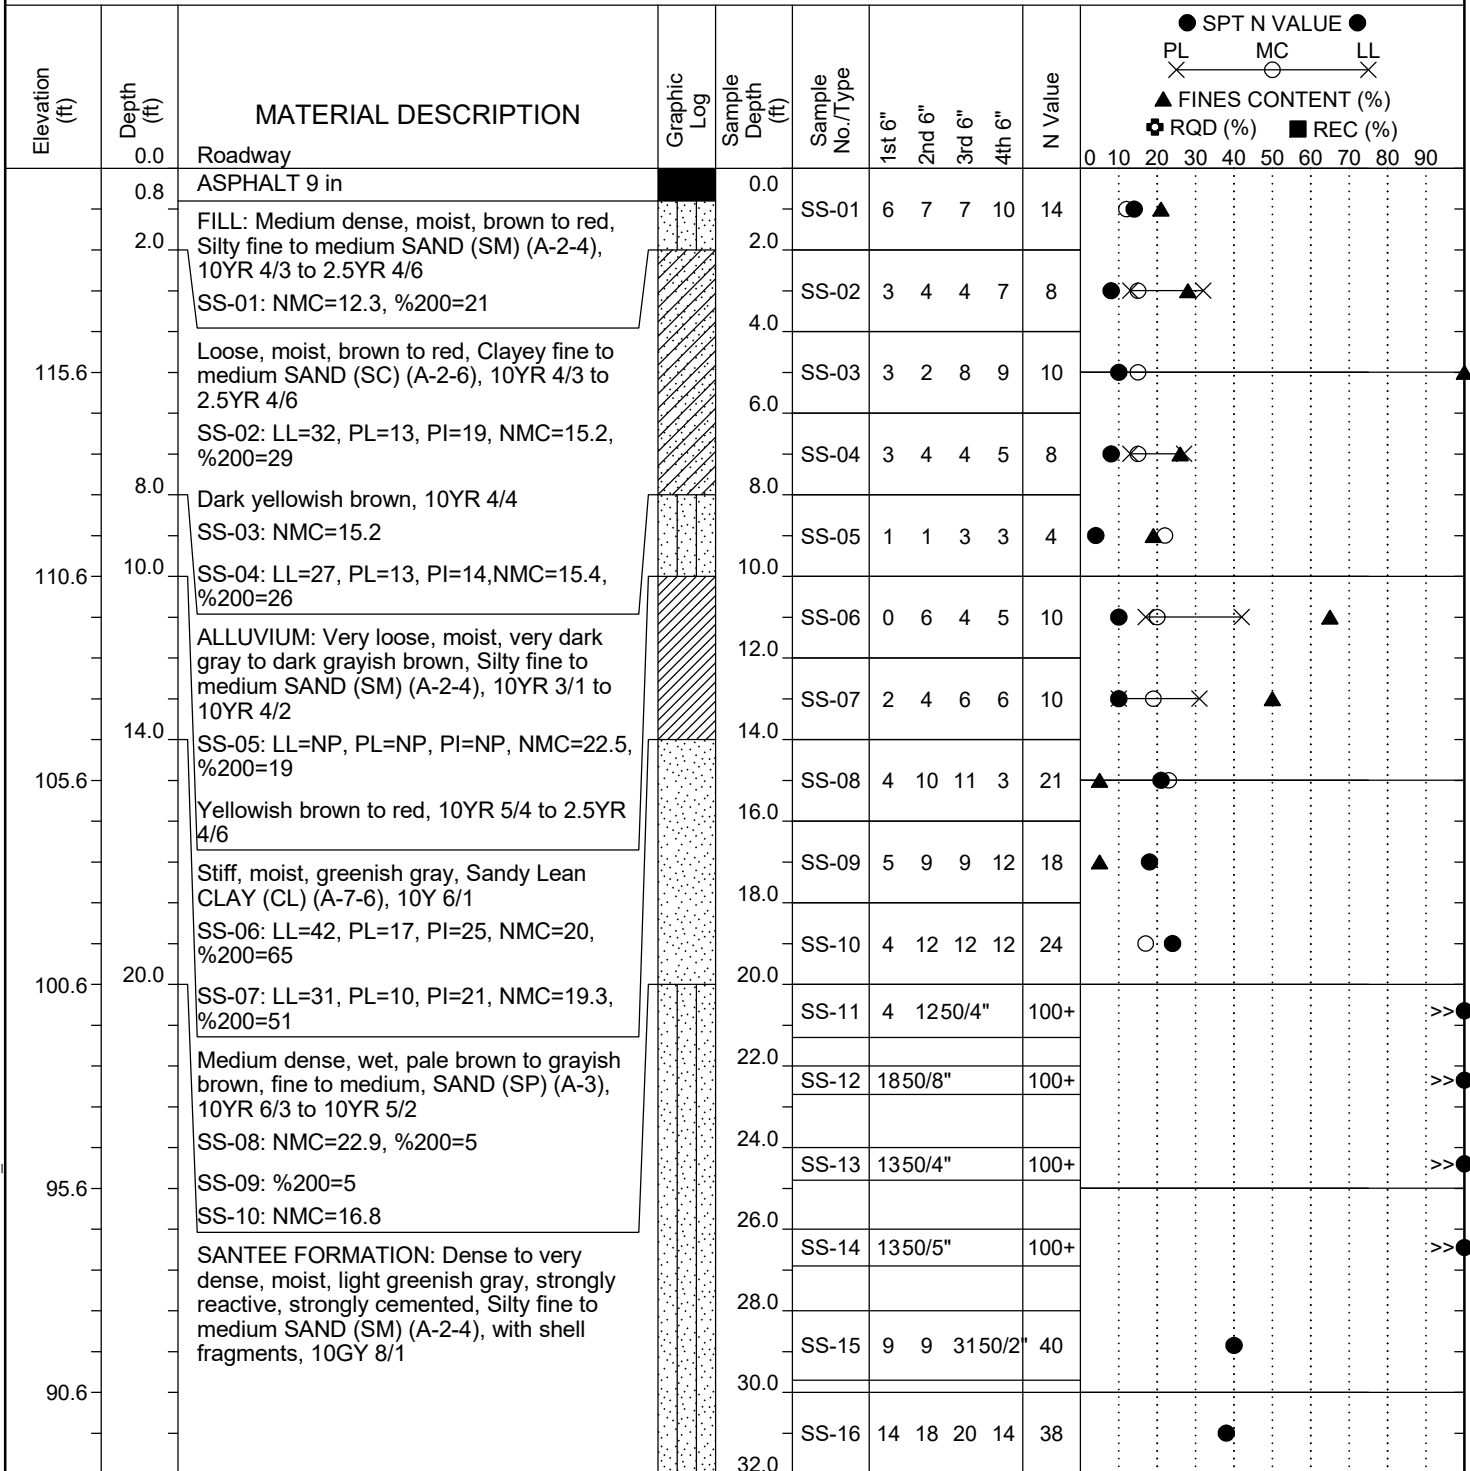 Elevation (ft)
Depth (ft)
MATERIAL DESCRIPTION
Graphic Log
Sample Depth (ft)
Sample No./Type
1st 6"
2nd 6"
3rd 6"
4th 6"
N Value
SPT N VALUE
PL MC LL
FINES CONTENT (%)
RQD (%) REC (%)
0 10 20 30 40 50 60 70 80 90
0.0 Roadway
0.8 ASPHALT 9 in
2.0
FILL: Medium dense, moist, brown to red,
Silty fine to medium SAND (SM) (A-2-4),
10YR 4/3 to 2.5YR 4/6
SS-01: NMC=12.3, %200=21
Loose, moist, brown to red, Clayey fine to
medium SAND (SC) (A-2-6), 10YR 4/3 to
2.5YR 4/6
SS-02: LL=32, PL=13, PI=19, NMC=15.2,
%200=29
8.0
Dark yellowish brown, 10YR 4/4
SS-03: NMC=15.2
10.0
SS-04: LL=27, PL=13, PI=14,NMC=15.4,
%200=26
ALLUVIUM: Very loose, moist, very dark
gray to dark grayish brown, Silty fine to
medium SAND (SM) (A-2-4), 10YR 3/1 to
10YR 4/2
14.0
SS-05: LL=NP, PL=NP, PI=NP, NMC=22.5,
%200=19
Yellowish brown to red, 10YR 5/4 to 2.5YR
4/6
Stiff, moist, greenish gray, Sandy Lean
CLAY (CL) (A-7-6), 10Y 6/1
SS-06: LL=42, PL=17, PI=25, NMC=20,
%200=65
20.0
SS-07: LL=31, PL=10, PI=21, NMC=19.3,
%200=51
Medium dense, wet, pale brown to grayish
brown, fine to medium, SAND (SP) (A-3),
10YR 6/3 to 10YR 5/2
SS-08: NMC=22.9, %200=5
SS-09: %200=5
SS-10: NMC=16.8
SANTEE FORMATION: Dense to very
dense, moist, light greenish gray, strongly
reactive, strongly cemented, Silty fine to
medium SAND (SM) (A-2-4), with shell
fragments, 10GY 8/1
115.6
110.6
105.6
100.6
95.6
90.6
0.0
SS-01 6 7 7 10 14
2.0
SS-02 3 4 4 7 8
4.0
SS-03 3 2 8 9 10
6.0
SS-04 3 4 4 5 8
8.0
SS-05 1 1 3 3 4
10.0
SS-06 0 6 4 5 10
12.0
SS-07 2 4 6 6 10
14.0
SS-08 4 10 11 3 21
16.0
SS-09 5 9 9 12 18
18.0
SS-10 4 12 12 12 24
20.0
SS-11 4 12 50/4" 100+ >>
22.0
SS-12 18 50/8" 100+ >>
24.0
SS-13 13 50/4" 100+ >>
26.0
SS-14 13 50/5" 100+ >>
28.0
SS-15 9 9 31 50/2" 40
30.0
SS-16 14 18 20 14 38
32.0